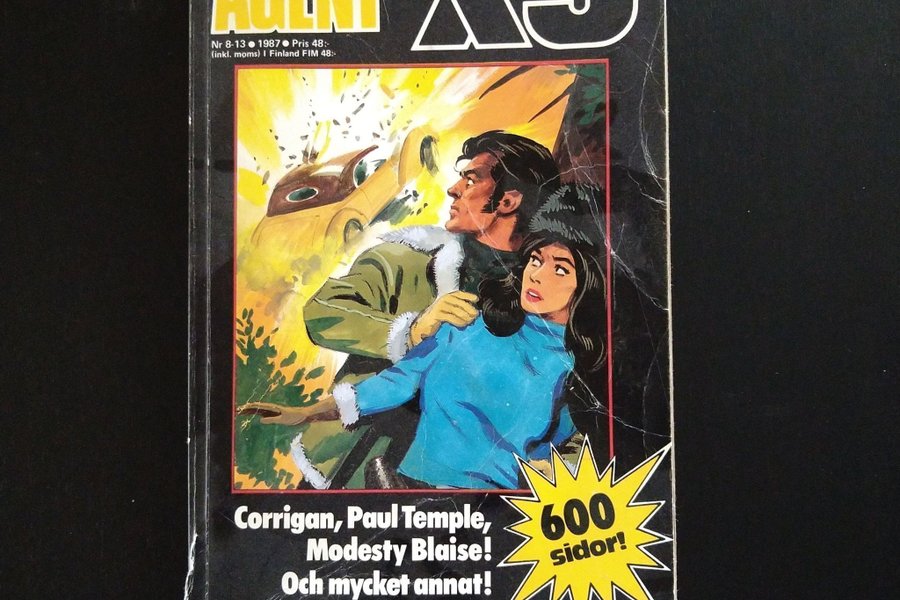 AGENT X9
Nr 8-13 ● 1987 ● Pris 48:-
(inkl. moms) I Finland FIM 48:-
Corrigan, Paul Temple,
Modesty Blaise!
Och mycket annat!
600
sidor!